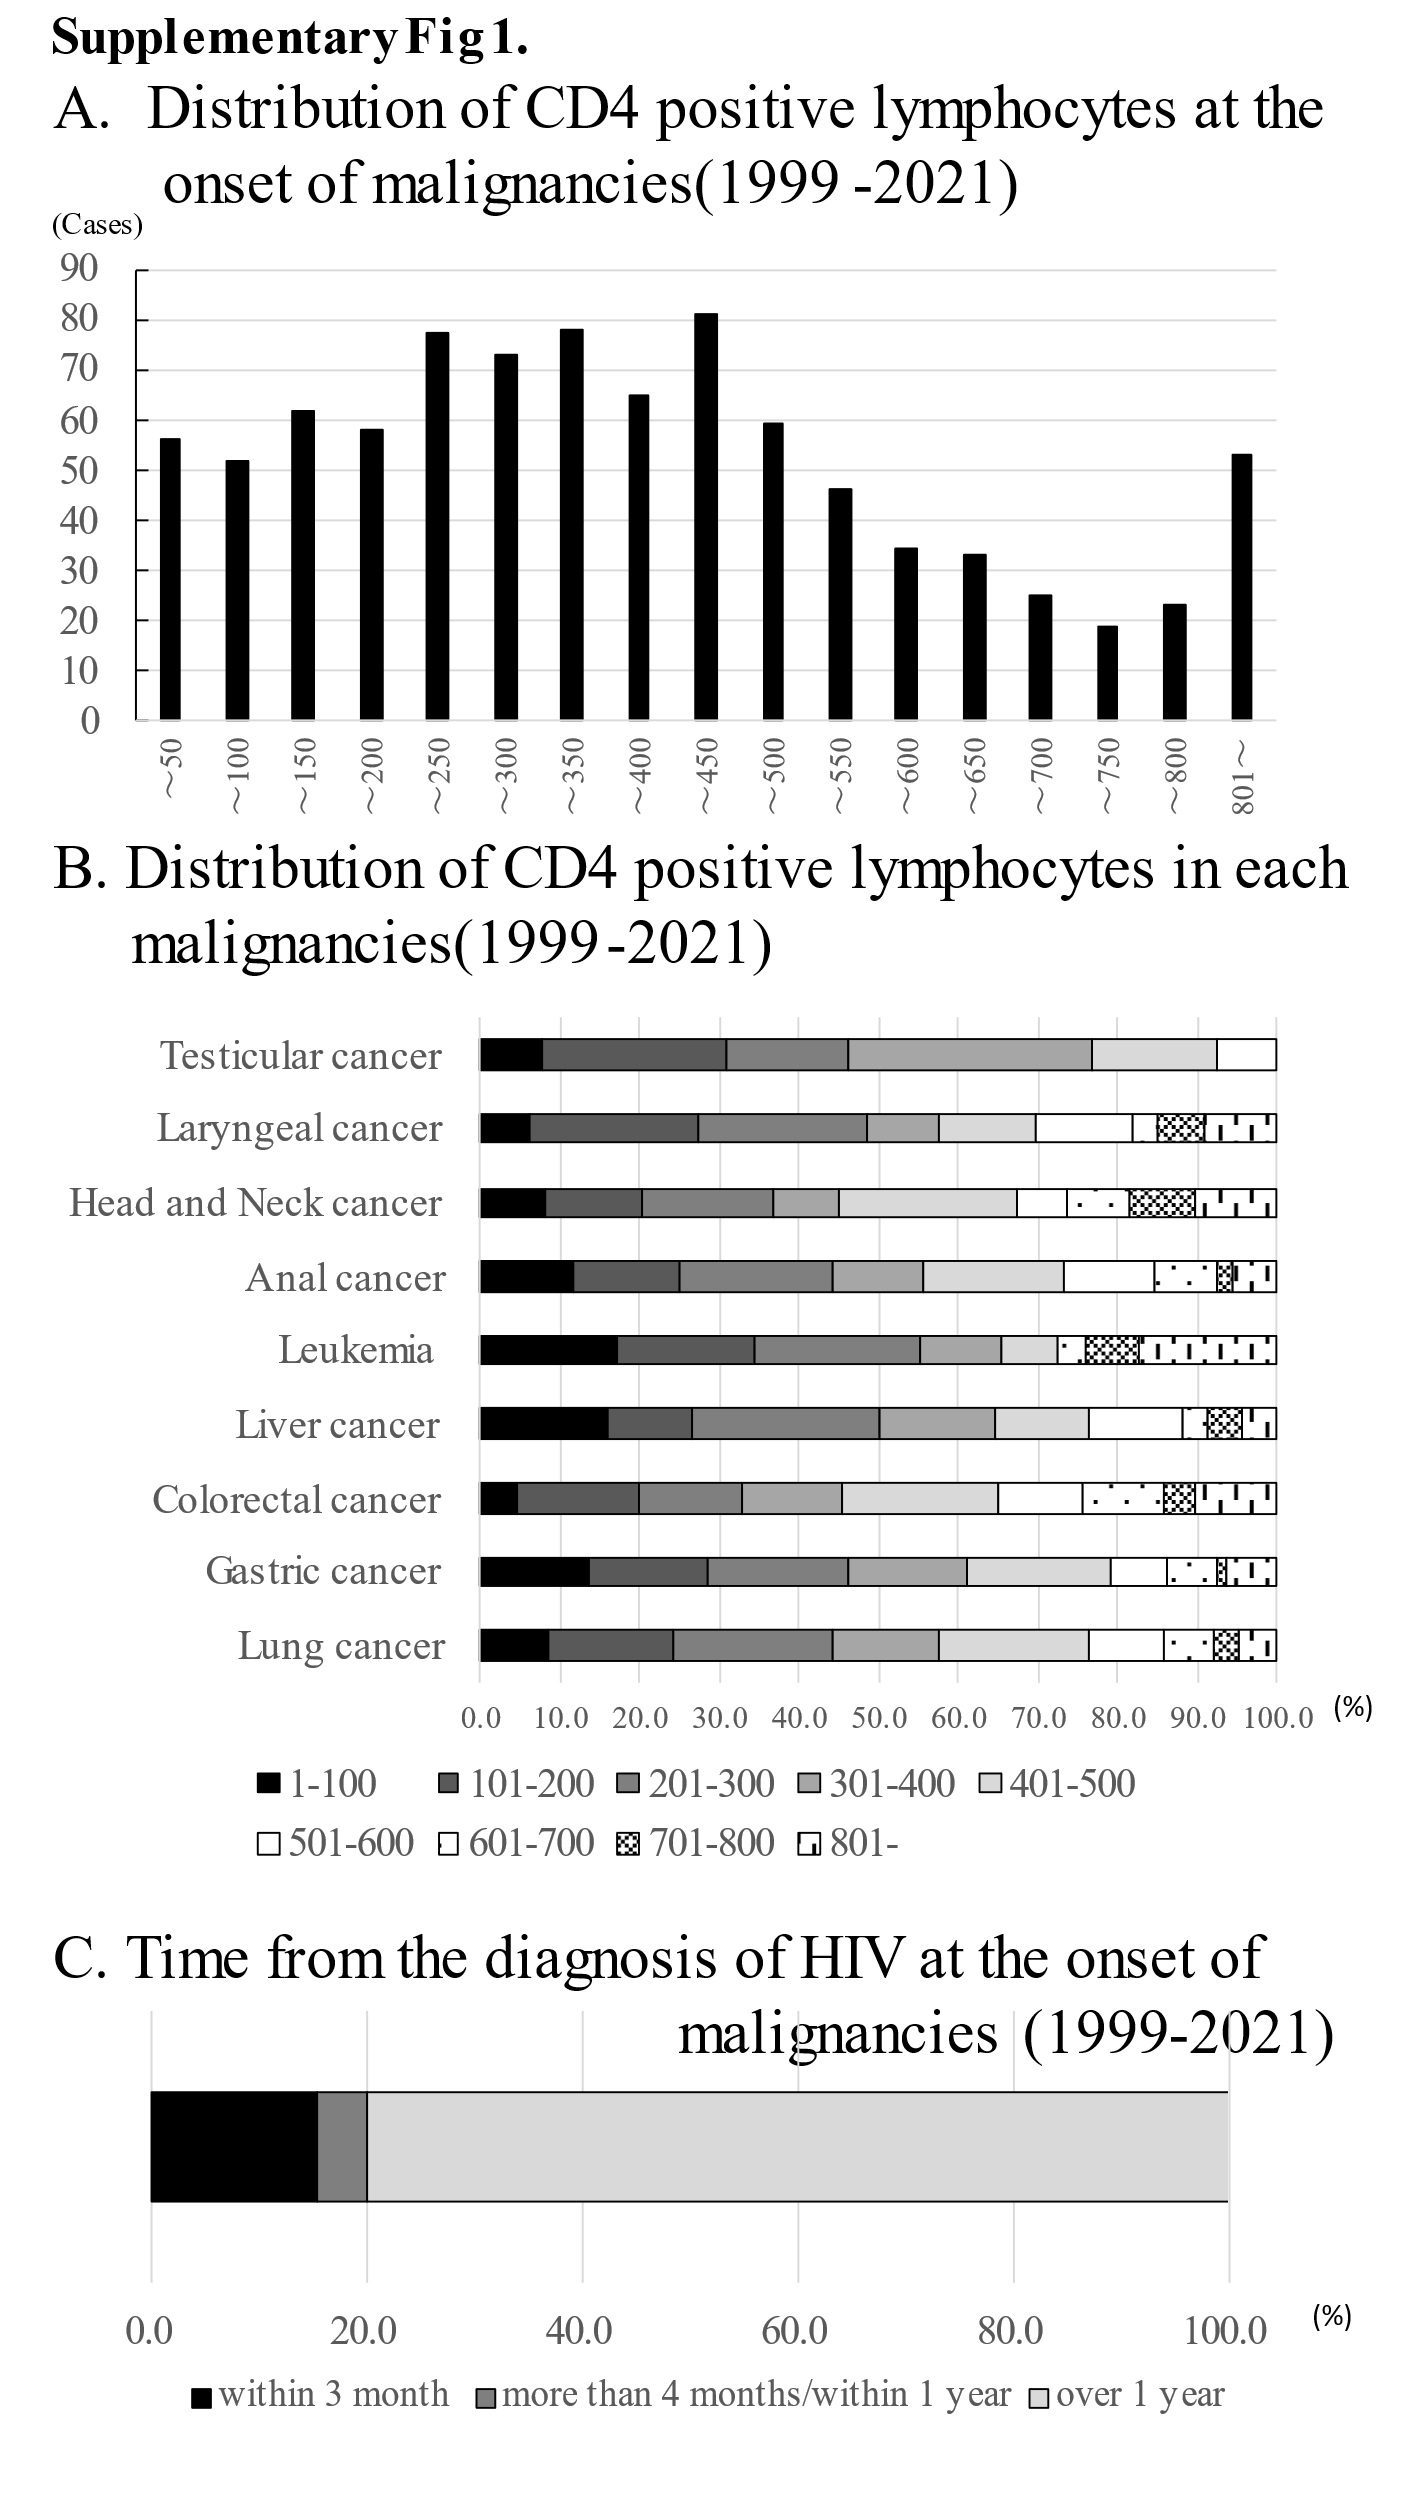 Supplementary Fig 1.
A. Distribution of CD4 positive lymphocytes at the
onset of malignancies(1999 -2021)
(Cases)
90
80
70
60
50
40
30
20
10
0
～50
～100
～150
～200
～250
～300
～350
～400
～450
～500
～550
～600
～650
～700
～750
～800
801～
B. Distribution of CD4 positive lymphocytes in each
malignancies(1999-2021)
Testicular cancer
Laryngeal cancer
Head and Neck cancer
Anal cancer
Leukemia
Liver cancer
Colorectal cancer
Gastric cancer
Lung cancer
0.0 10.0 20.0 30.0 40.0 50.0 60.0 70.0 80.0 90.0 100.0 (%)
1-100 101-200 201-300 301-400 401-500
501-600 601-700 701-800 801-
C. Time from the diagnosis of HIV at the onset of
malignancies (1999-2021)
0.0 20.0 40.0 60.0 80.0 100.0 (%)
within 3 month more than 4 months/within 1 year over 1 year